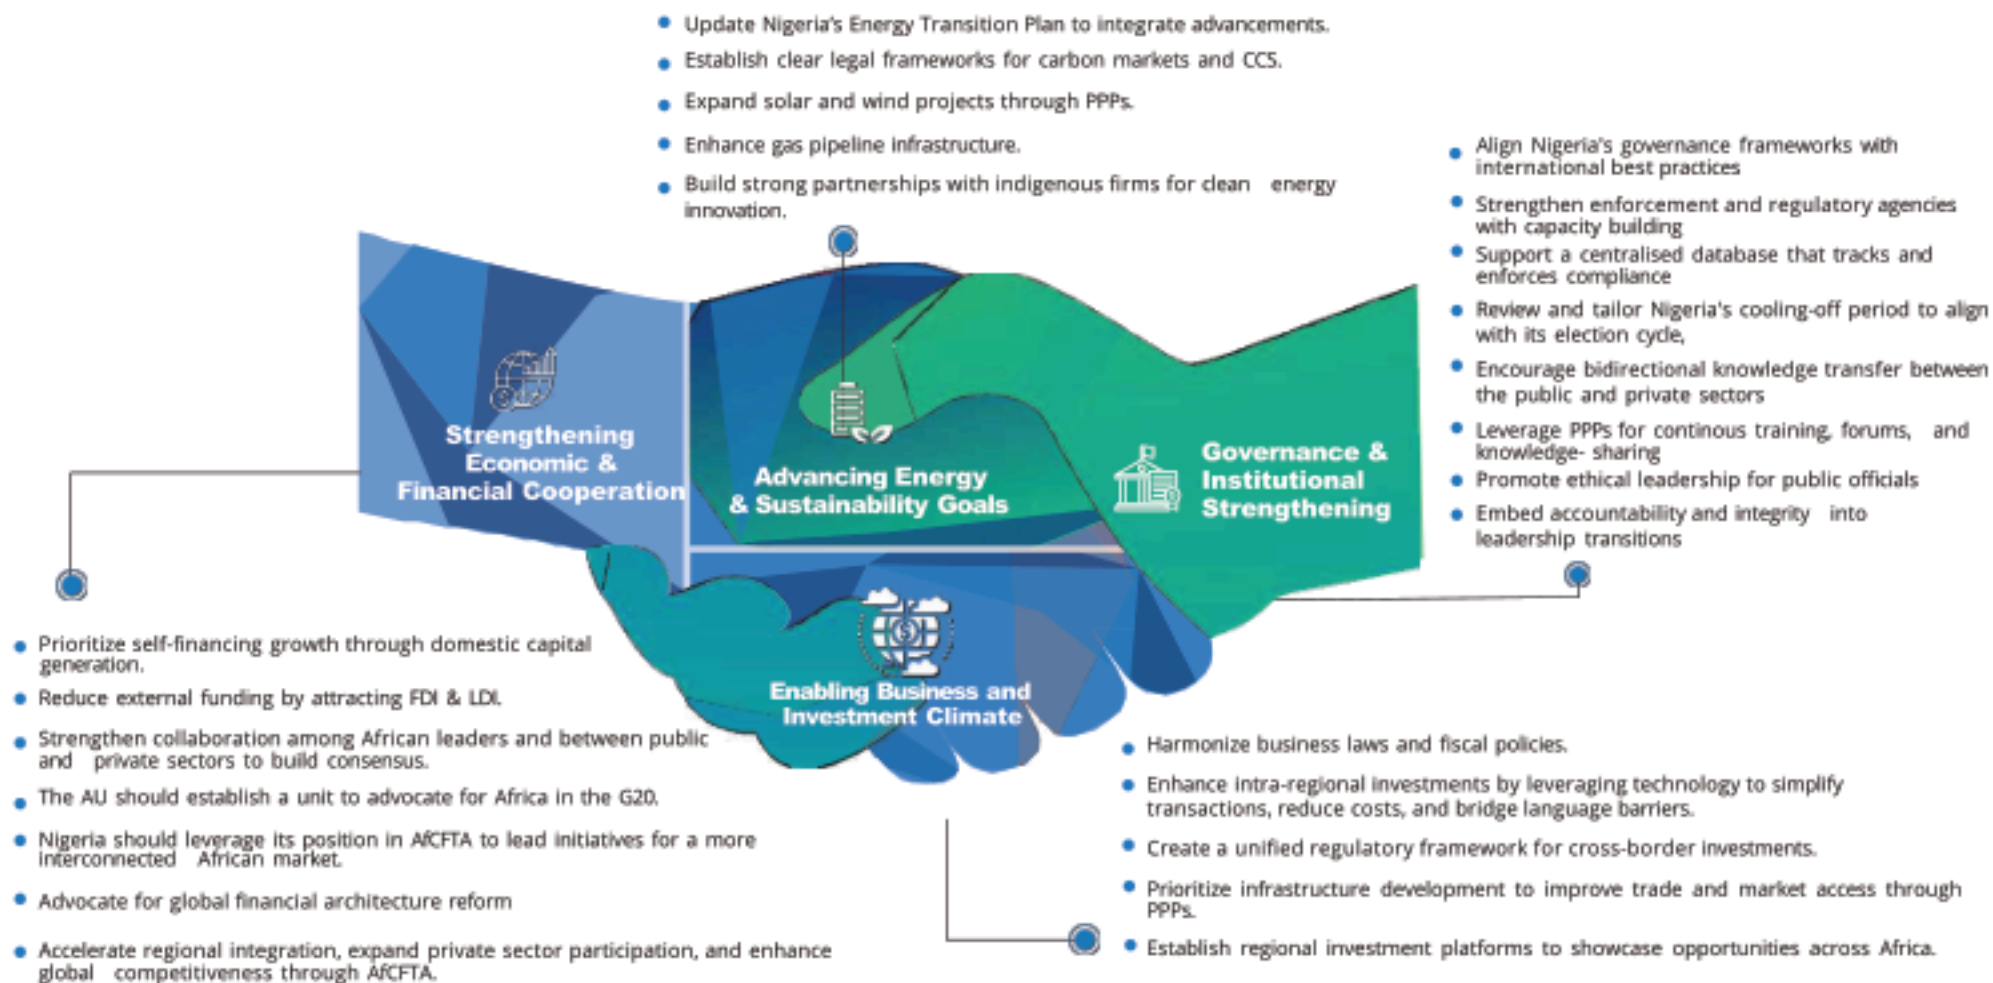 Update Nigeria's Energy Transition Plan to integrate advancements.
Establish clear legal frameworks for carbon markets and CCS.
Expand solar and wind projects through PPPs.
Enhance gas pipeline infrastructure.
Build strong partnerships with indigenous firms for clean energy
innovation.
Align Nigeria's governance frameworks with
international best practices
Strengthen enforcement and regulatory agencies
with capacity building
Support a centralised database that tracks and
enforces compliance
Review and tailor Nigeria's cooling-off period to align
with its election cycle,
Encourage bidirectional knowledge transfer between
the public and private sectors
Leverage PPPs for continous training, forums, and
knowledge- sharing
Promote ethical leadership for public officials
Embed accountability and integrity into
leadership transitions
Strengthening
Economic &
Financial Cooperation
Advancing Energy
& Sustainability Goals
Governance &
Institutional
Strengthening
Enabling Business and
Investment Climate
Prioritize self-financing growth through domestic capital
generation.
Reduce external funding by attracting FDI & LDI.
Strengthen collaboration among African leaders and between public
and private sectors to build consensus.
The AU should establish a unit to advocate for Africa in the G20.
Nigeria should leverage its position in AfCFTA to lead initiatives for a more
interconnected African market.
Advocate for global financial architecture reform
Accelerate regional integration, expand private sector participation, and enhance
global competitiveness through AfCFTA.
Harmonize business laws and fiscal policies.
Enhance intra-regional investments by leveraging technology to simplify
transactions, reduce costs, and bridge language barriers.
Create a unified regulatory framework for cross-border investments.
Prioritize infrastructure development to improve trade and market access through
PPPs.
Establish regional investment platforms to showcase opportunities across Africa.